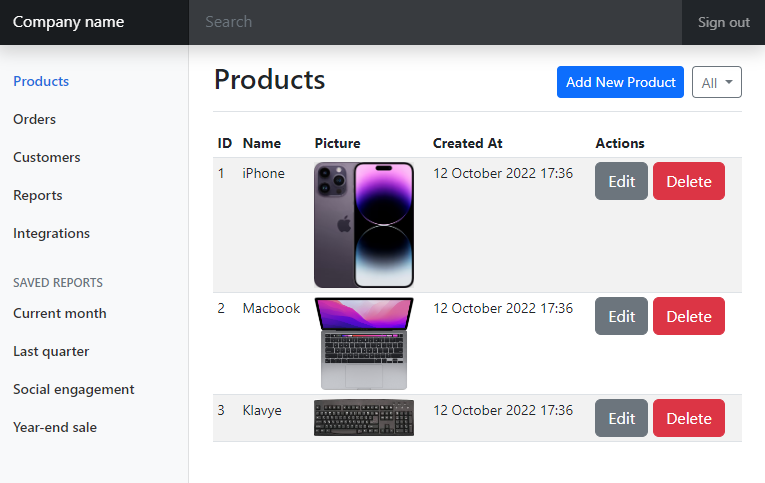 Company name
Search
Sign out
Products
Orders
Customers
Reports
Integrations
SAVED REPORTS
Current month
Last quarter
Social engagement
Year-end sale
Products
Add New Product
All
ID Name Picture Created At Actions
1 iPhone 12 October 2022 17:36 Edit Delete
2 Macbook 12 October 2022 17:36 Edit Delete
3 Klavye 12 October 2022 17:36 Edit Delete